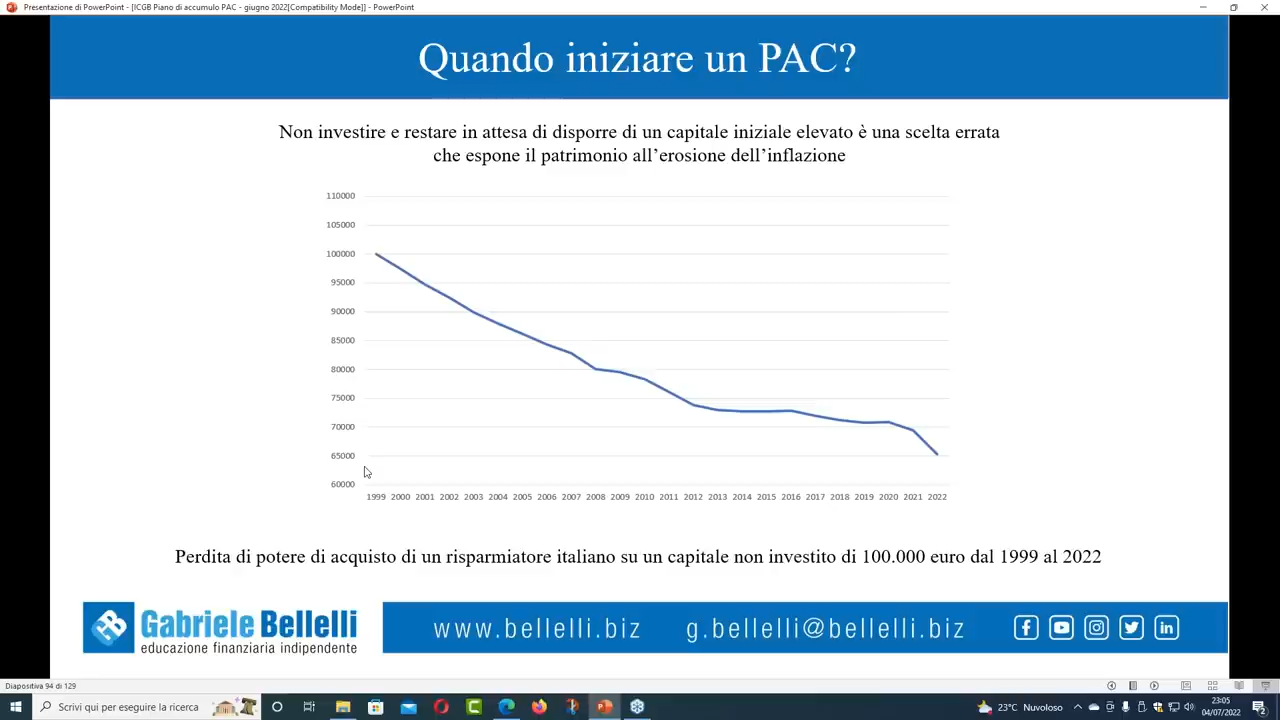 Presentazione di PowerPoint - [ICGB Piano di accumulo PAC - giugno 2022[Compatibility Mode]] - PowerPoint
Quando iniziare un PAC?
Non investire e restare in attesa di disporre di un capitale iniziale elevato è una scelta errata
che espone il patrimonio all'erosione dell'inflazione
110000
105000
100000
95000
90000
85000
80000
75000
70000
65000
60000
1999 2000 2001 2002 2003 2004 2005 2006 2007 2008 2009 2010 2011 2012 2013 2014 2015 2016 2017 2018 2019 2020 2021 2022
Perdita di potere di acquisto di un risparmiatore italiano su un capitale non investito di 100.000 euro dal 1999 al 2022
Gabriele Bellelli
educazione finanziaria indipendente
www.bellelli.biz g.bellelli@bellelli.biz
Diapositiva 94 di 129
Scrivi qui per eseguire la ricerca
23°C Nuvoloso
23:05
04/07/2022
2